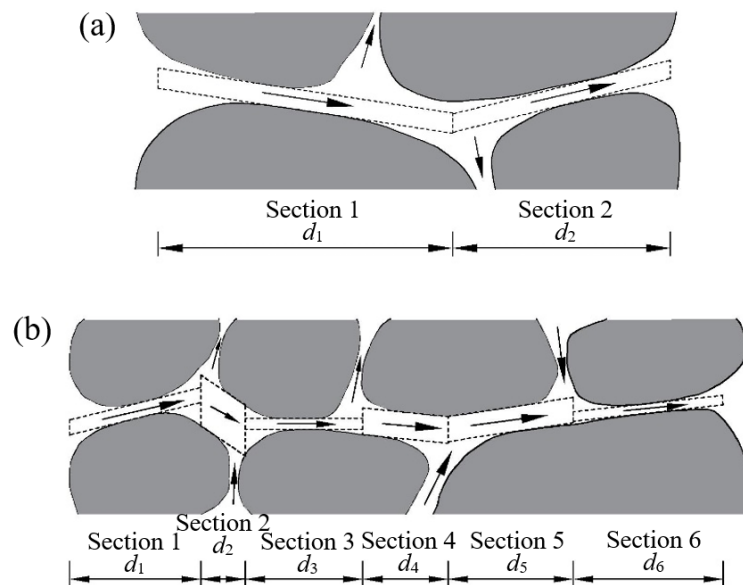 (a)
Section 1 Section 2
d1 d2
(b)
Section 1 Section 2 Section 3 Section 4 Section 5 Section 6
d1 d2 d3 d4 d5 d6